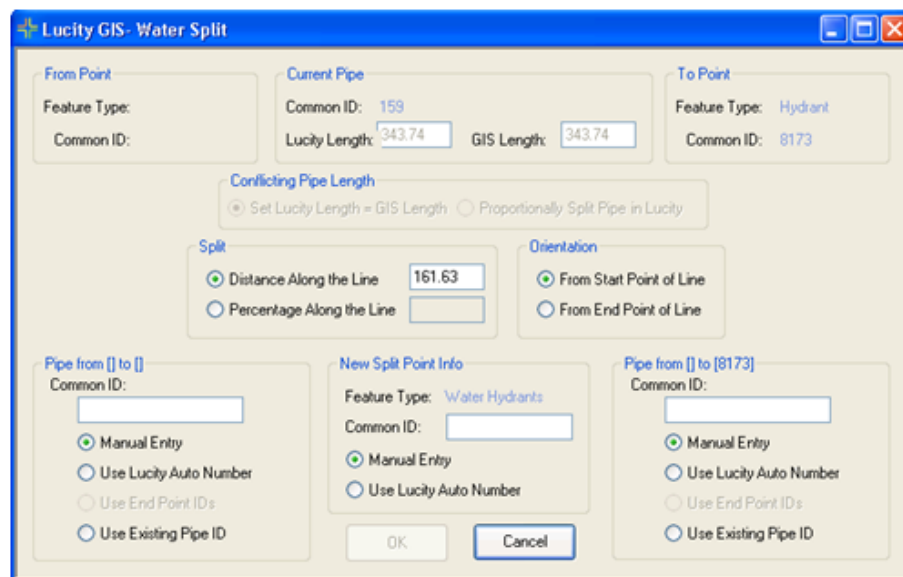 Lucity GIS- Water Split
From Point
Feature Type:
Common ID:
Current Pipe
Common ID: 159
Lucity Length: 343.74 GIS Length: 343.74
To Point
Feature Type: Hydrant
Common ID: 8173
Conflicting Pipe Length
Set Lucity Length = GIS Length Proportionally Split Pipe in Lucity
Split
Distance Along the Line 161.63
Percentage Along the Line
Orientation
From Start Point of Line
From End Point of Line
Pipe from [] to []
Common ID:
Manual Entry
Use Lucity Auto Number
Use End Point IDs
Use Existing Pipe ID
New Split Point Info
Feature Type: Water Hydrants
Common ID:
Manual Entry
Use Lucity Auto Number
OK Cancel
Pipe from [] to [8173]
Common ID:
Manual Entry
Use Lucity Auto Number
Use End Point IDs
Use Existing Pipe ID